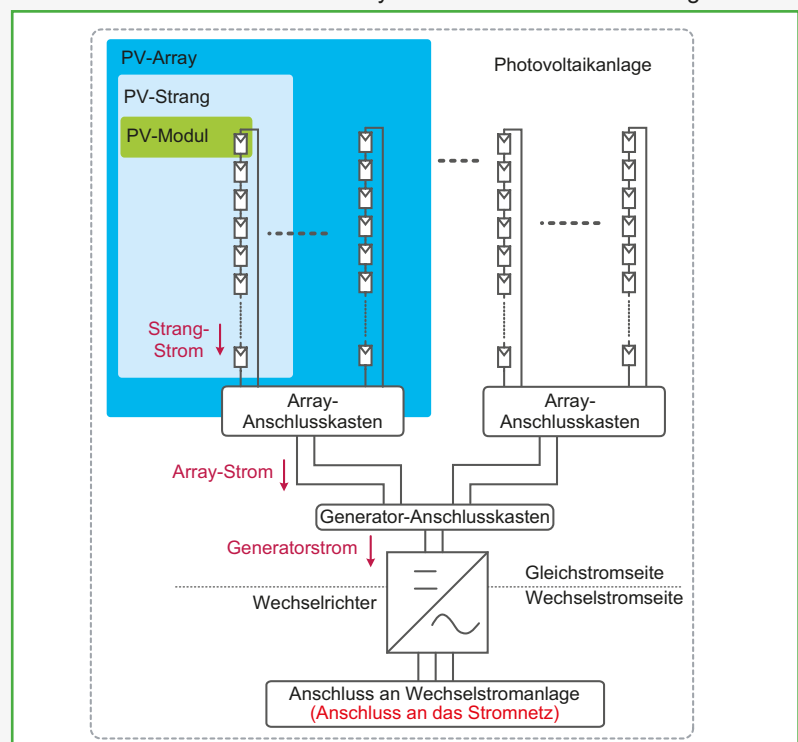 PV-Array
Photovoltaikanlage
PV-Strang
PV-Modul
Strang-
Strom
Array-
Anschlusskasten
Array-
Anschlusskasten
Array-Strom
Generator-Anschlusskasten
Generatorstrom
Gleichstromseite
Wechselrichter
Wechselstromseite
Anschluss an Wechselstromanlage
(Anschluss an das Stromnetz)